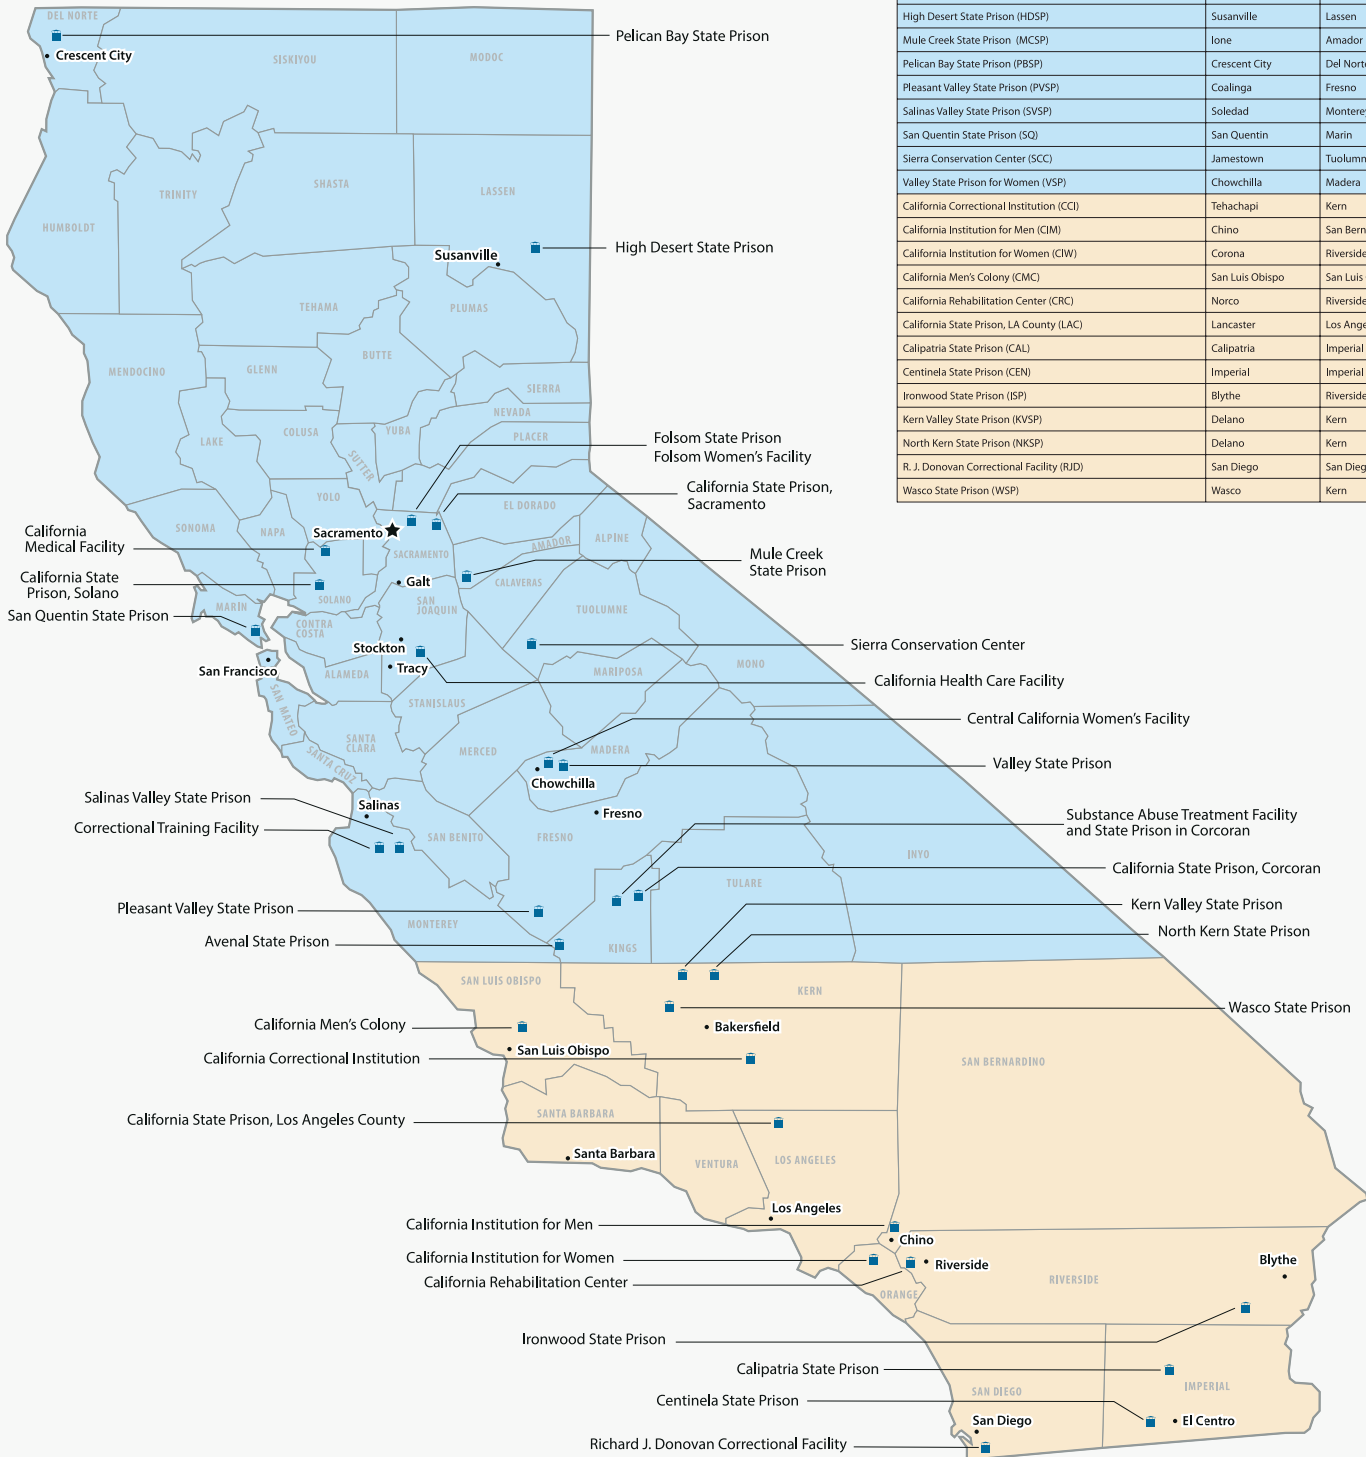 High Desert State Prison (HDSP) Susanville Lassen
Mule Creek State Prison (MCSP) Ione Amador
Pelican Bay State Prison (PBSP) Crescent City Del Norte
Pleasant Valley State Prison (PVSP) Coalinga Fresno
Salinas Valley State Prison (SVSP) Soledad Monterey
San Quentin State Prison (SQ) San Quentin Marin
Sierra Conservation Center (SCC) Jamestown Tuolumn
Valley State Prison for Women (VSP) Chowchilla Madera
California Correctional Institution (CCI) Tehachapi Kern
California Institution for Men (CIM) Chino San Bern
California Institution for Women (CIW) Corona Riverside
California Men's Colony (CMC) San Luis Obispo San Luis
California Rehabilitation Center (CRC) Norco Riverside
California State Prison, LA County (LAC) Lancaster Los Ange
Calipatria State Prison (CAL) Calipatria Imperial
Centinela State Prison (CEN) Imperial Imperial
Ironwood State Prison (ISP) Blythe Riverside
Kern Valley State Prison (KVSP) Delano Kern
North Kern State Prison (NKSP) Delano Kern
R. J. Donovan Correctional Facility (RJD) San Diego San Dieg
Wasco State Prison (WSP) Wasco Kern
DEL NORTE
Pelican Bay State Prison
Crescent City
SISKIYOU
MODOC
SHASTA
LASSEN
TRINITY
HUMBOLDT
High Desert State Prison
Susanville
TEHAMA
PLUMAS
BUTTE
MENDOCINO
GLENN
SIERRA
NEVADA
COLUSA
YUBA
PLACER
LAKE
SUTTER
Folsom State Prison
Folsom Women's Facility
California State Prison,
Sacramento
YOLO
EL DORADO
SONOMA
NAPA
Sacramento
SACRAMENTO
AMADOR
ALPINE
California
Medical Facility
Mule Creek
State Prison
California State
Prison, Solano
Galt
CALAVERAS
SOLANO
SAN
JOAQUIN
TUOLUMNE
MARIN
San Quentin State Prison
CONTRA
COSTA
Stockton
Sierra Conservation Center
San Francisco
Tracy
ALAMEDA
MARIPOSA
MONO
California Health Care Facility
SAN MATEO
STANISLAUS
Central California Women's Facility
SANTA
CLARA
MERCED
MADERA
SANTA CRUZ
Valley State Prison
Chowchilla
Salinas Valley State Prison
Salinas
Fresno
Substance Abuse Treatment Facility
and State Prison in Corcoran
Correctional Training Facility
SAN BENITO
FRESNO
INYO
TULARE
California State Prison, Corcoran
Pleasant Valley State Prison
Kern Valley State Prison
MONTEREY
Avenal State Prison
KINGS
North Kern State Prison
SAN LUIS OBISPO
KERN
Wasco State Prison
California Men's Colony
Bakersfield
San Luis Obispo
California Correctional Institution
SAN BERNARDINO
SANTA BARBARA
California State Prison, Los Angeles County
Santa Barbara
VENTURA
LOS ANGELES
Los Angeles
California Institution for Men
Chino
California Institution for Women
Riverside
Blythe
California Rehabilitation Center
RIVERSIDE
ORANGE
Ironwood State Prison
Calipatria State Prison
SAN DIEGO
IMPERIAL
Centinela State Prison
San Diego
El Centro
Richard J. Donovan Correctional Facility